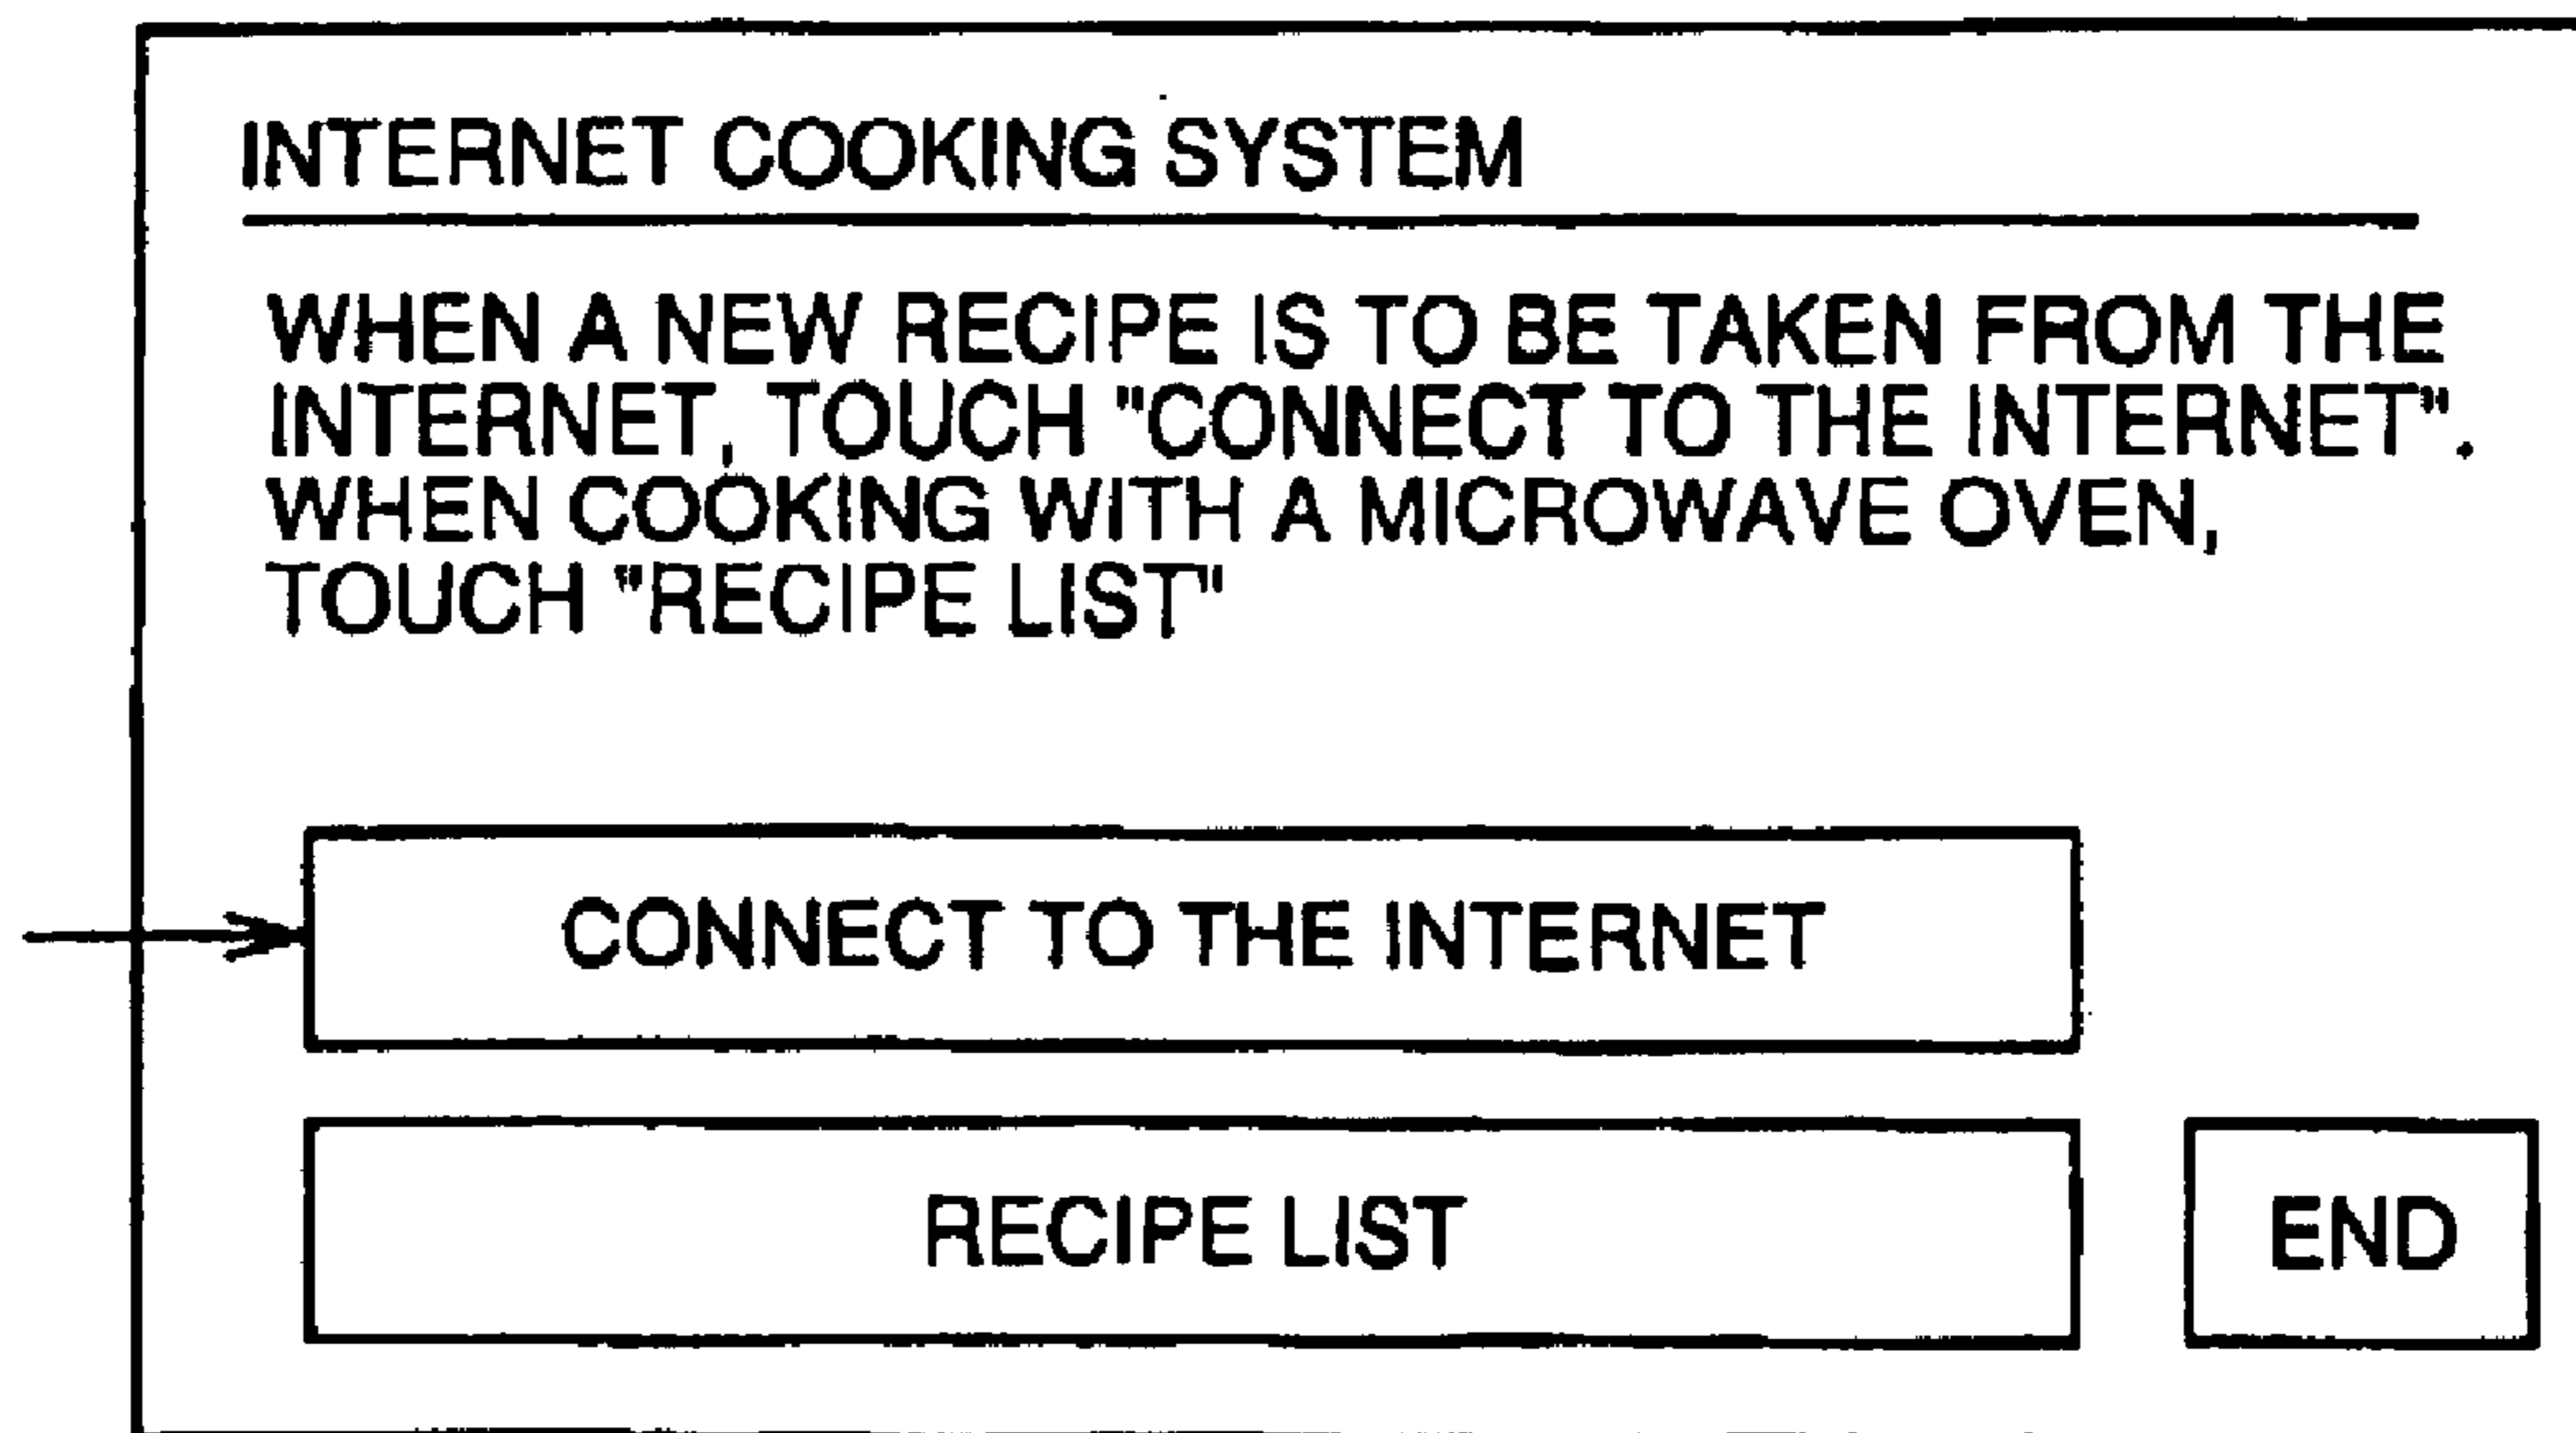 INTERNET COOKING SYSTEM
WHEN A NEW RECIPE IS TO BE TAKEN FROM THE
INTERNET, TOUCH "CONNECT TO THE INTERNET".
WHEN COOKING WITH A MICROWAVE OVEN,
TOUCH "RECIPE LIST"
CONNECT TO THE INTERNET
RECIPE LIST
END